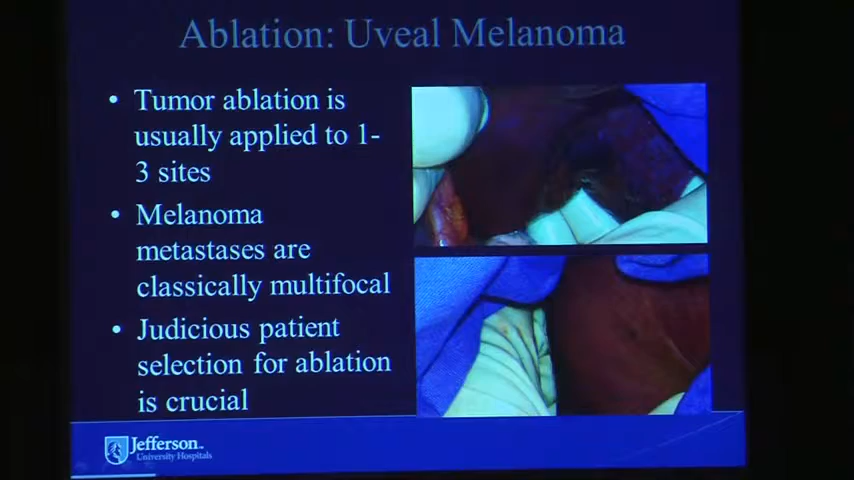 Ablation: Uveal Melanoma
• Tumor ablation is
usually applied to 1-
3 sites
• Melanoma
metastases are
classically multifocal
• Judicious patient
selection for ablation
is crucial
Jefferson™
University Hospitals